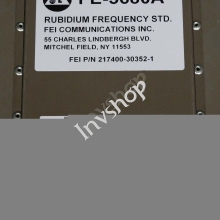 FE-5680A
RUBIDIUM FREQUENCY STD.
FEI COMMUNICATIONS INC.
55 CHARLES LINDBERGH BLVD.
MITCHEL FIELD, NY 11553
FEI P/N 217400-30352-1
Invshop